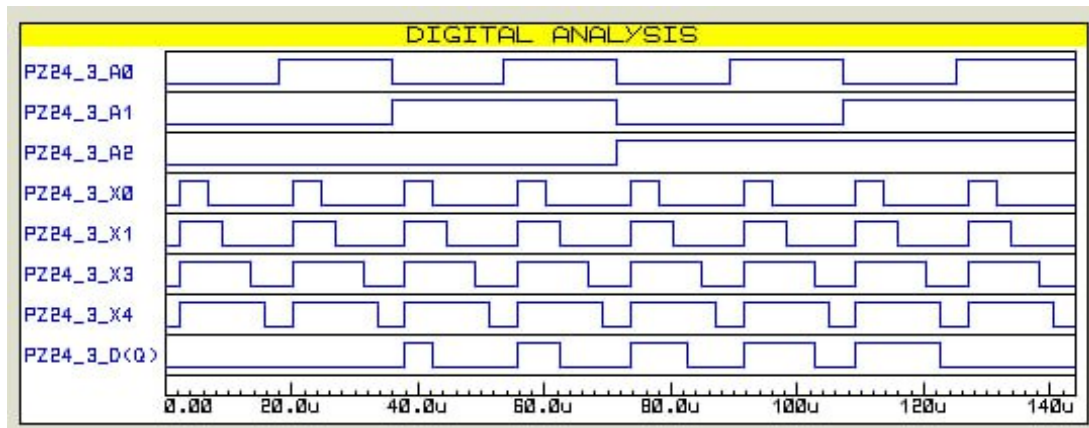 DIGITAL ANALYSIS
PZ24_3_A0
PZ24_3_A1
PZ24_3_A2
PZ24_3_X0
PZ24_3_X1
PZ24_3_X3
PZ24_3_X4
PZ24_3_D(Q)
0.00 20.0u 40.0u 60.0u 80.0u 100u 120u 140u